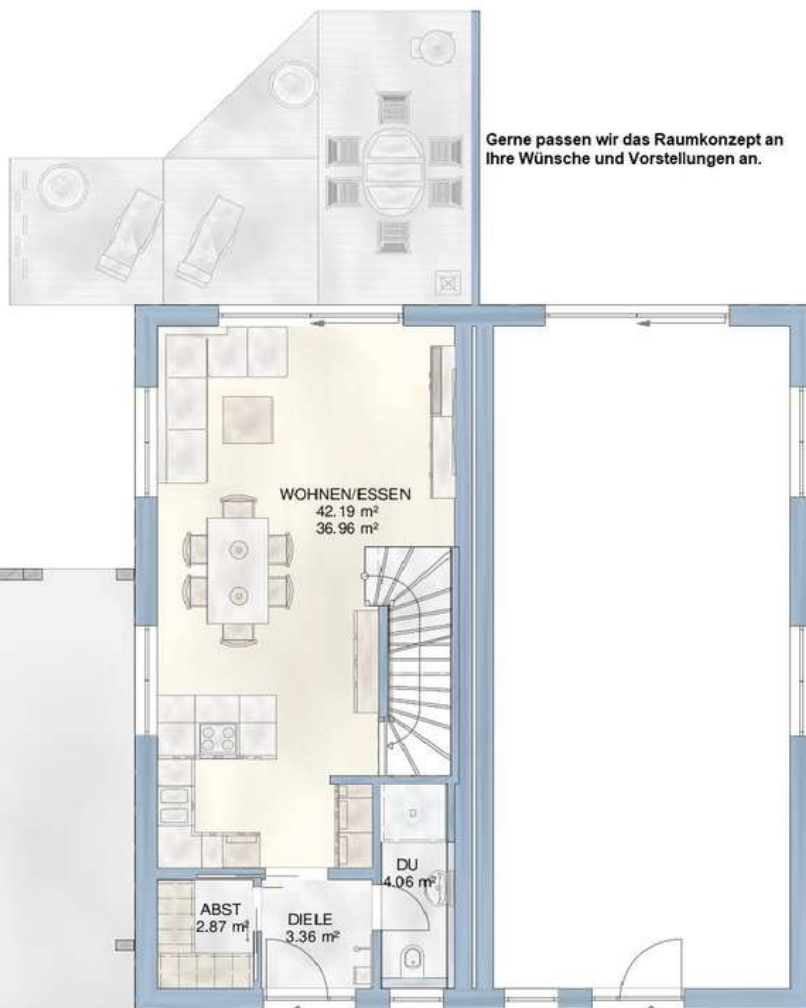 Gerne passen wir das Raumkonzept an
Ihre Wünsche und Vorstellungen an.
WOHNEN/ESSEN
42.19 m²
36.96 m²
DU
4.06 m²
ABST
2.87 m²
DIELE
3.36 m²